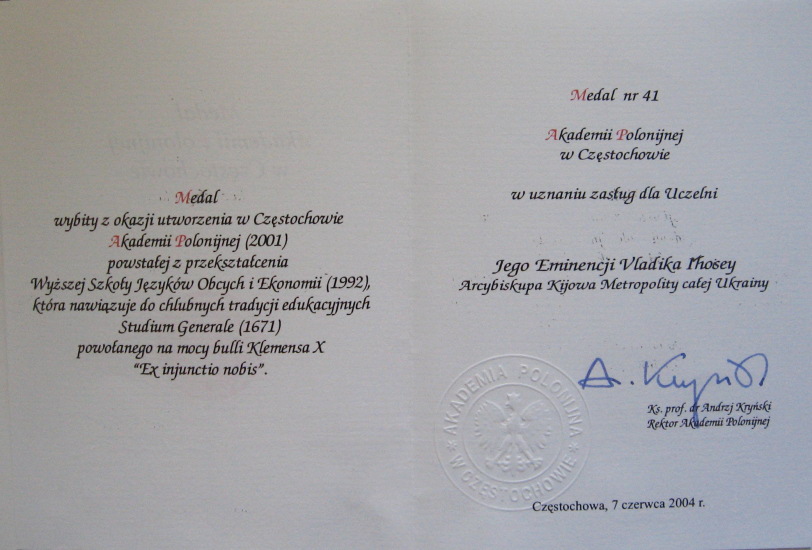 Medal
wybity z okazji utworzenia w Częstochowie
Akademii Polonijnej (2001)
powstałej z przekształcenia
Wyższej Szkoły Języków Obcych i Ekonomii (1992),
która nawiązuje do chlubnych tradycji edukacyjnych
Studium Generale (1671)
powołanego na mocy bulli Klemensa X
“Ex injunctio nobis”.
Medal nr 41
Akademii Polonijnej
w Częstochowie
w uznaniu zasług dla Uczelni
Jego Eminencji Vladika Ihosey
Arcybiskupa Kijowa Metropolity całej Ukrainy
A. Kryński
Ks. prof. dr Andrzej Kryński
Rektor Akademii Polonijnej
AKADEMIA POLONIJNA
W CZĘSTOCHOWIE
Częstochowa, 7 czerwca 2004 r.